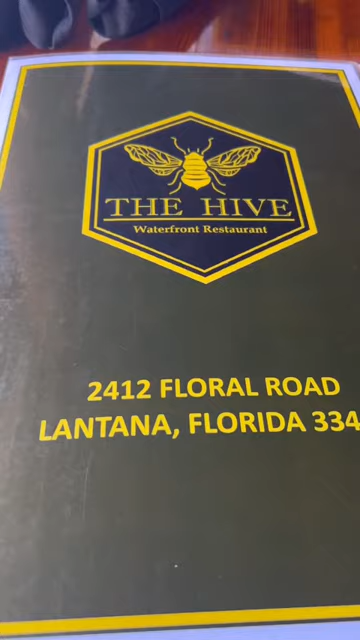 THE HIVE
Waterfront Restaurant
2412 FLORAL ROAD
LANTANA, FLORIDA 334